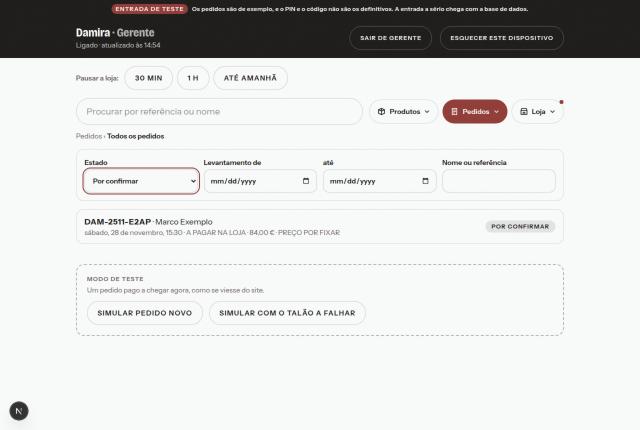 ENTRADA DE TESTE Os pedidos são de exemplo, e o PIN e o código não são os definitivos. A entrada a sério chega com a base de dados.
Damira · Gerente
Ligado · atualizado às 14:54
SAIR DE GERENTE
ESQUECER ESTE DISPOSITIVO
Pausar a loja: 30 MIN 1 H ATÉ AMANHÃ
Procurar por referência ou nome
Produtos
Pedidos
Loja
Pedidos › Todos os pedidos
Estado Levantamento de até Nome ou referência
Por confirmar mm/dd/yyyy mm/dd/yyyy
DAM-2511-E2AP · Marco Exemplo
sábado, 28 de novembro, 15:30 · A PAGAR NA LOJA · 84,00 € · PREÇO POR FIXAR
POR CONFIRMAR
MODO DE TESTE
Um pedido pago a chegar agora, como se viesse do site.
SIMULAR PEDIDO NOVO SIMULAR COM O TALÃO A FALHAR
N